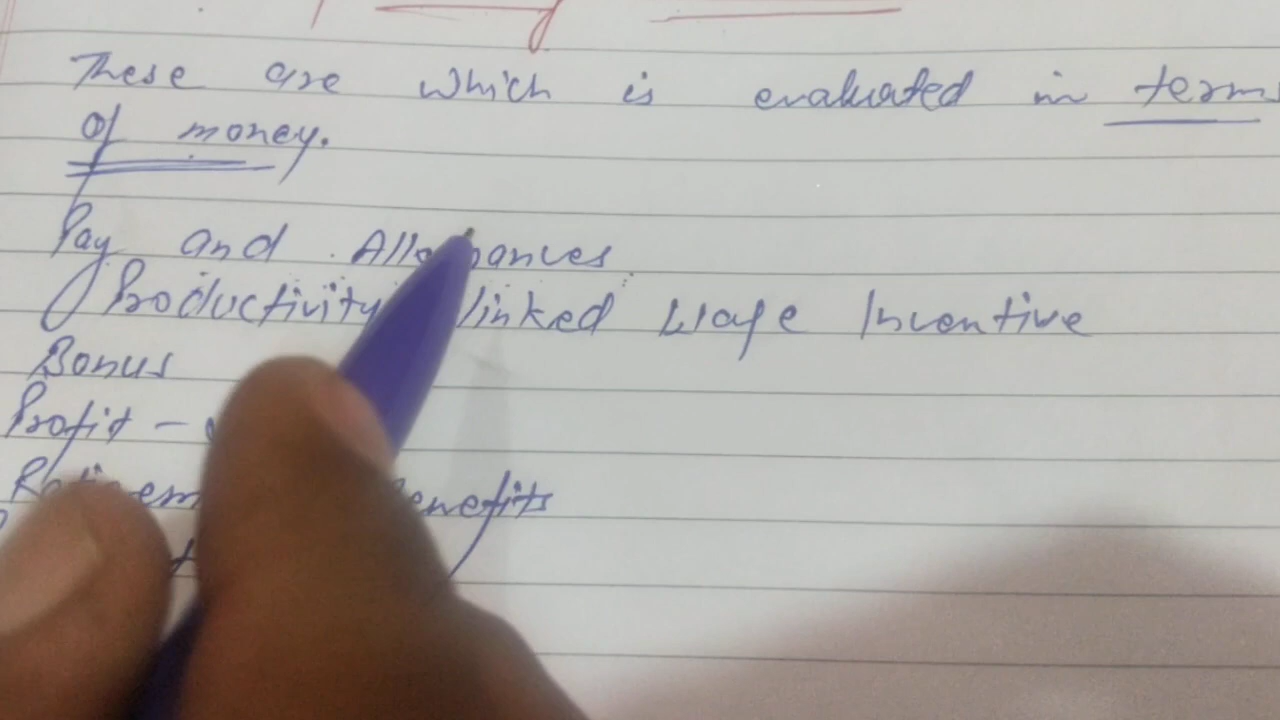 These are which is evaluated in terms
of money.
Pay and Allowances
Productivity linked wage Incentive
Bonus
Profit -
Retirement Benefits